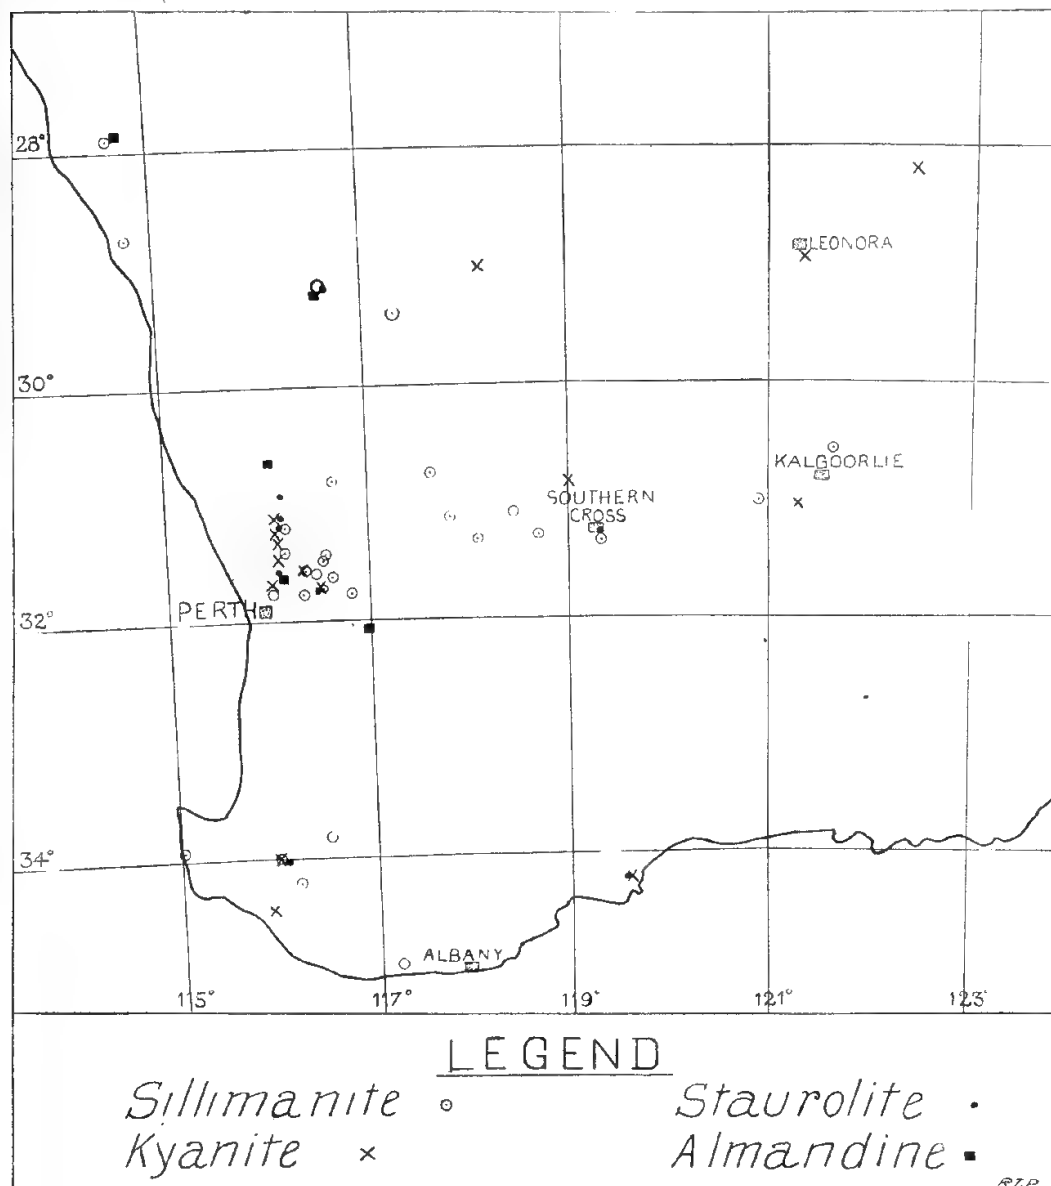 28°
LEONORA
30°
KALGOORLIE
SOUTHERN
CROSS
PERTH
32°
34°
ALBANY
115° 117° 119° 121° 123°
LEGEND
Sillimanite Staurolite
Kyanite Almandine